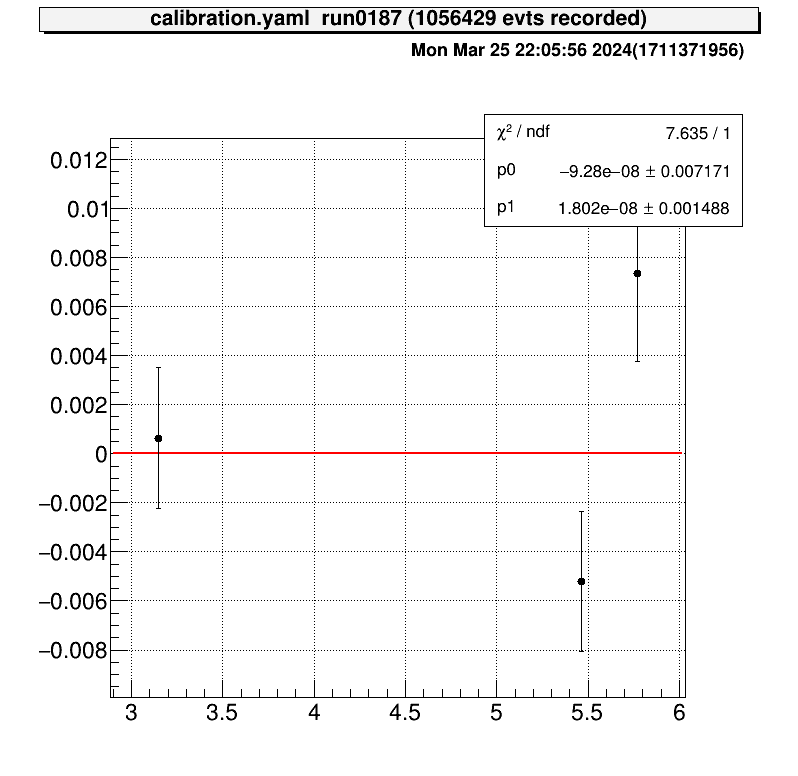 calibration.yaml run0187 (1056429 evts recorded)
Mon Mar 25 22:05:56 2024(1711371956)
χ² / ndf 7.635 / 1
p0 −9.28e−08 ± 0.007171
p1 1.802e−08 ± 0.001488
0.012
0.01
0.008
0.006
0.004
0.002
0
−0.002
−0.004
−0.006
−0.008
3 3.5 4 4.5 5 5.5 6